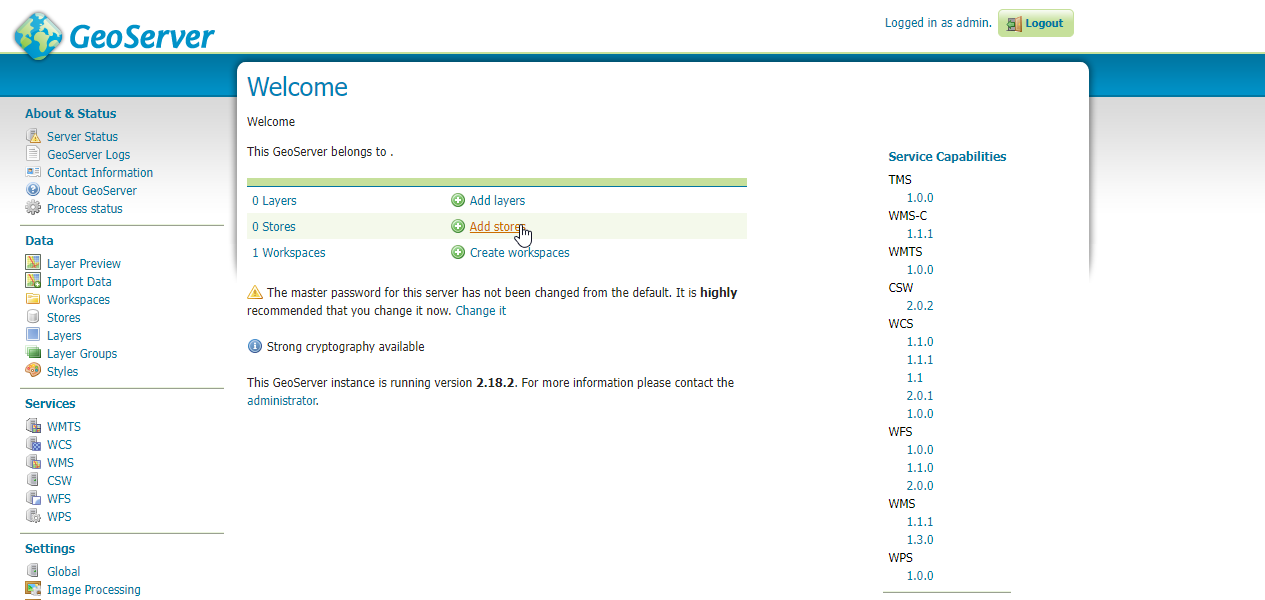 GeoServer
Logged in as admin.
Logout
About & Status
Server Status
GeoServer Logs
Contact Information
About GeoServer
Process status
Data
Layer Preview
Import Data
Workspaces
Stores
Layers
Layer Groups
Styles
Services
WMTS
WCS
WMS
CSW
WFS
WPS
Settings
Global
Image Processing
Welcome
Welcome
This GeoServer belongs to .
0 Layers
Add layers
0 Stores
Add stores
1 Workspaces
Create workspaces
The master password for this server has not been changed from the default. It is highly
recommended that you change it now. Change it
Strong cryptography available
This GeoServer instance is running version 2.18.2. For more information please contact the
administrator.
Service Capabilities
TMS
1.0.0
WMS-C
1.1.1
WMTS
1.0.0
CSW
2.0.2
WCS
1.1.0
1.1.1
1.1
2.0.1
1.0.0
WFS
1.0.0
1.1.0
2.0.0
WMS
1.1.1
1.3.0
WPS
1.0.0